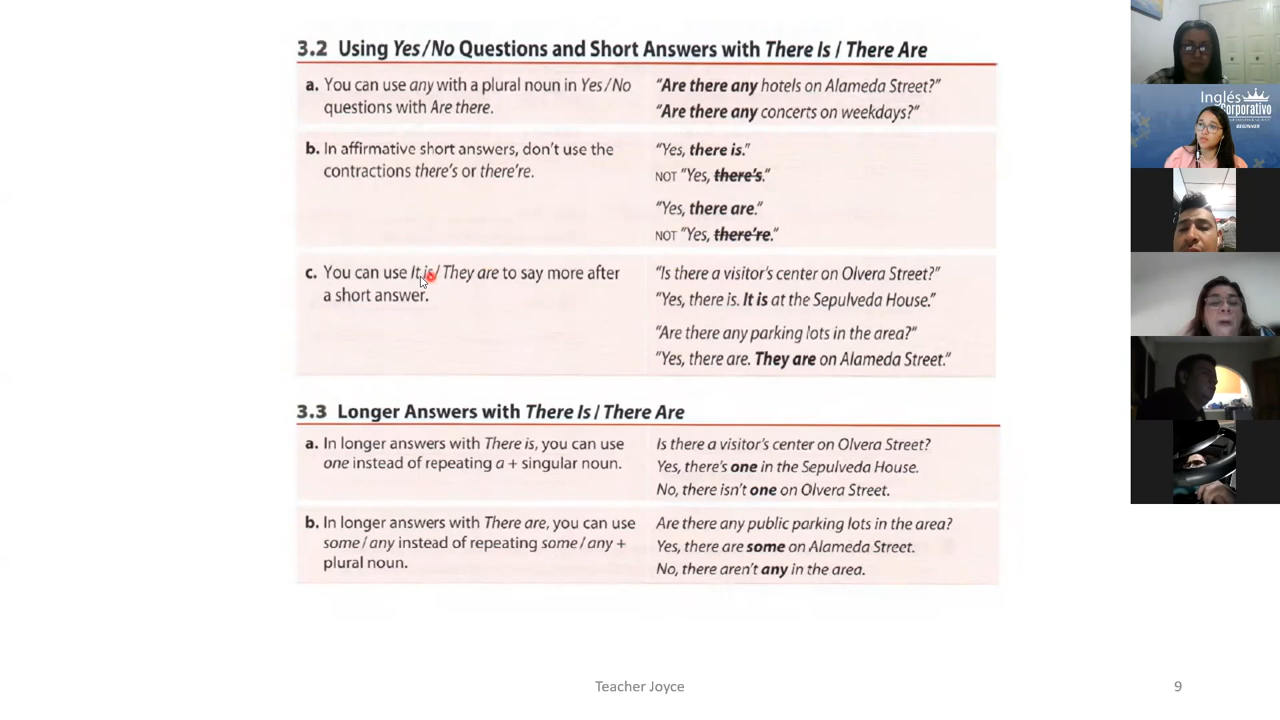 3.2 Using Yes/No Questions and Short Answers with There Is / There Are
a. You can use any with a plural noun in Yes/No
questions with Are there.
"Are there any hotels on Alameda Street?"
"Are there any concerts on weekdays?"
b. In affirmative short answers, don't use the
contractions there's or there're.
"Yes, there is."
NOT "Yes, there's."
"Yes, there are."
NOT "Yes, there're."
c. You can use It is / They are to say more after
a short answer.
"Is there a visitor's center on Olvera Street?"
"Yes, there is. It is at the Sepulveda House."
"Are there any parking lots in the area?"
"Yes, there are. They are on Alameda Street."
3.3 Longer Answers with There Is / There Are
a. In longer answers with There is, you can use
one instead of repeating a + singular noun.
Is there a visitor's center on Olvera Street?
Yes, there's one in the Sepulveda House.
No, there isn't one on Olvera Street.
b. In longer answers with There are, you can use
some / any instead of repeating some / any +
plural noun.
Are there any public parking lots in the area?
Yes, there are some on Alameda Street.
No, there aren't any in the area.
Teacher Joyce
9
Inglés
Corporativo
BEGINNER